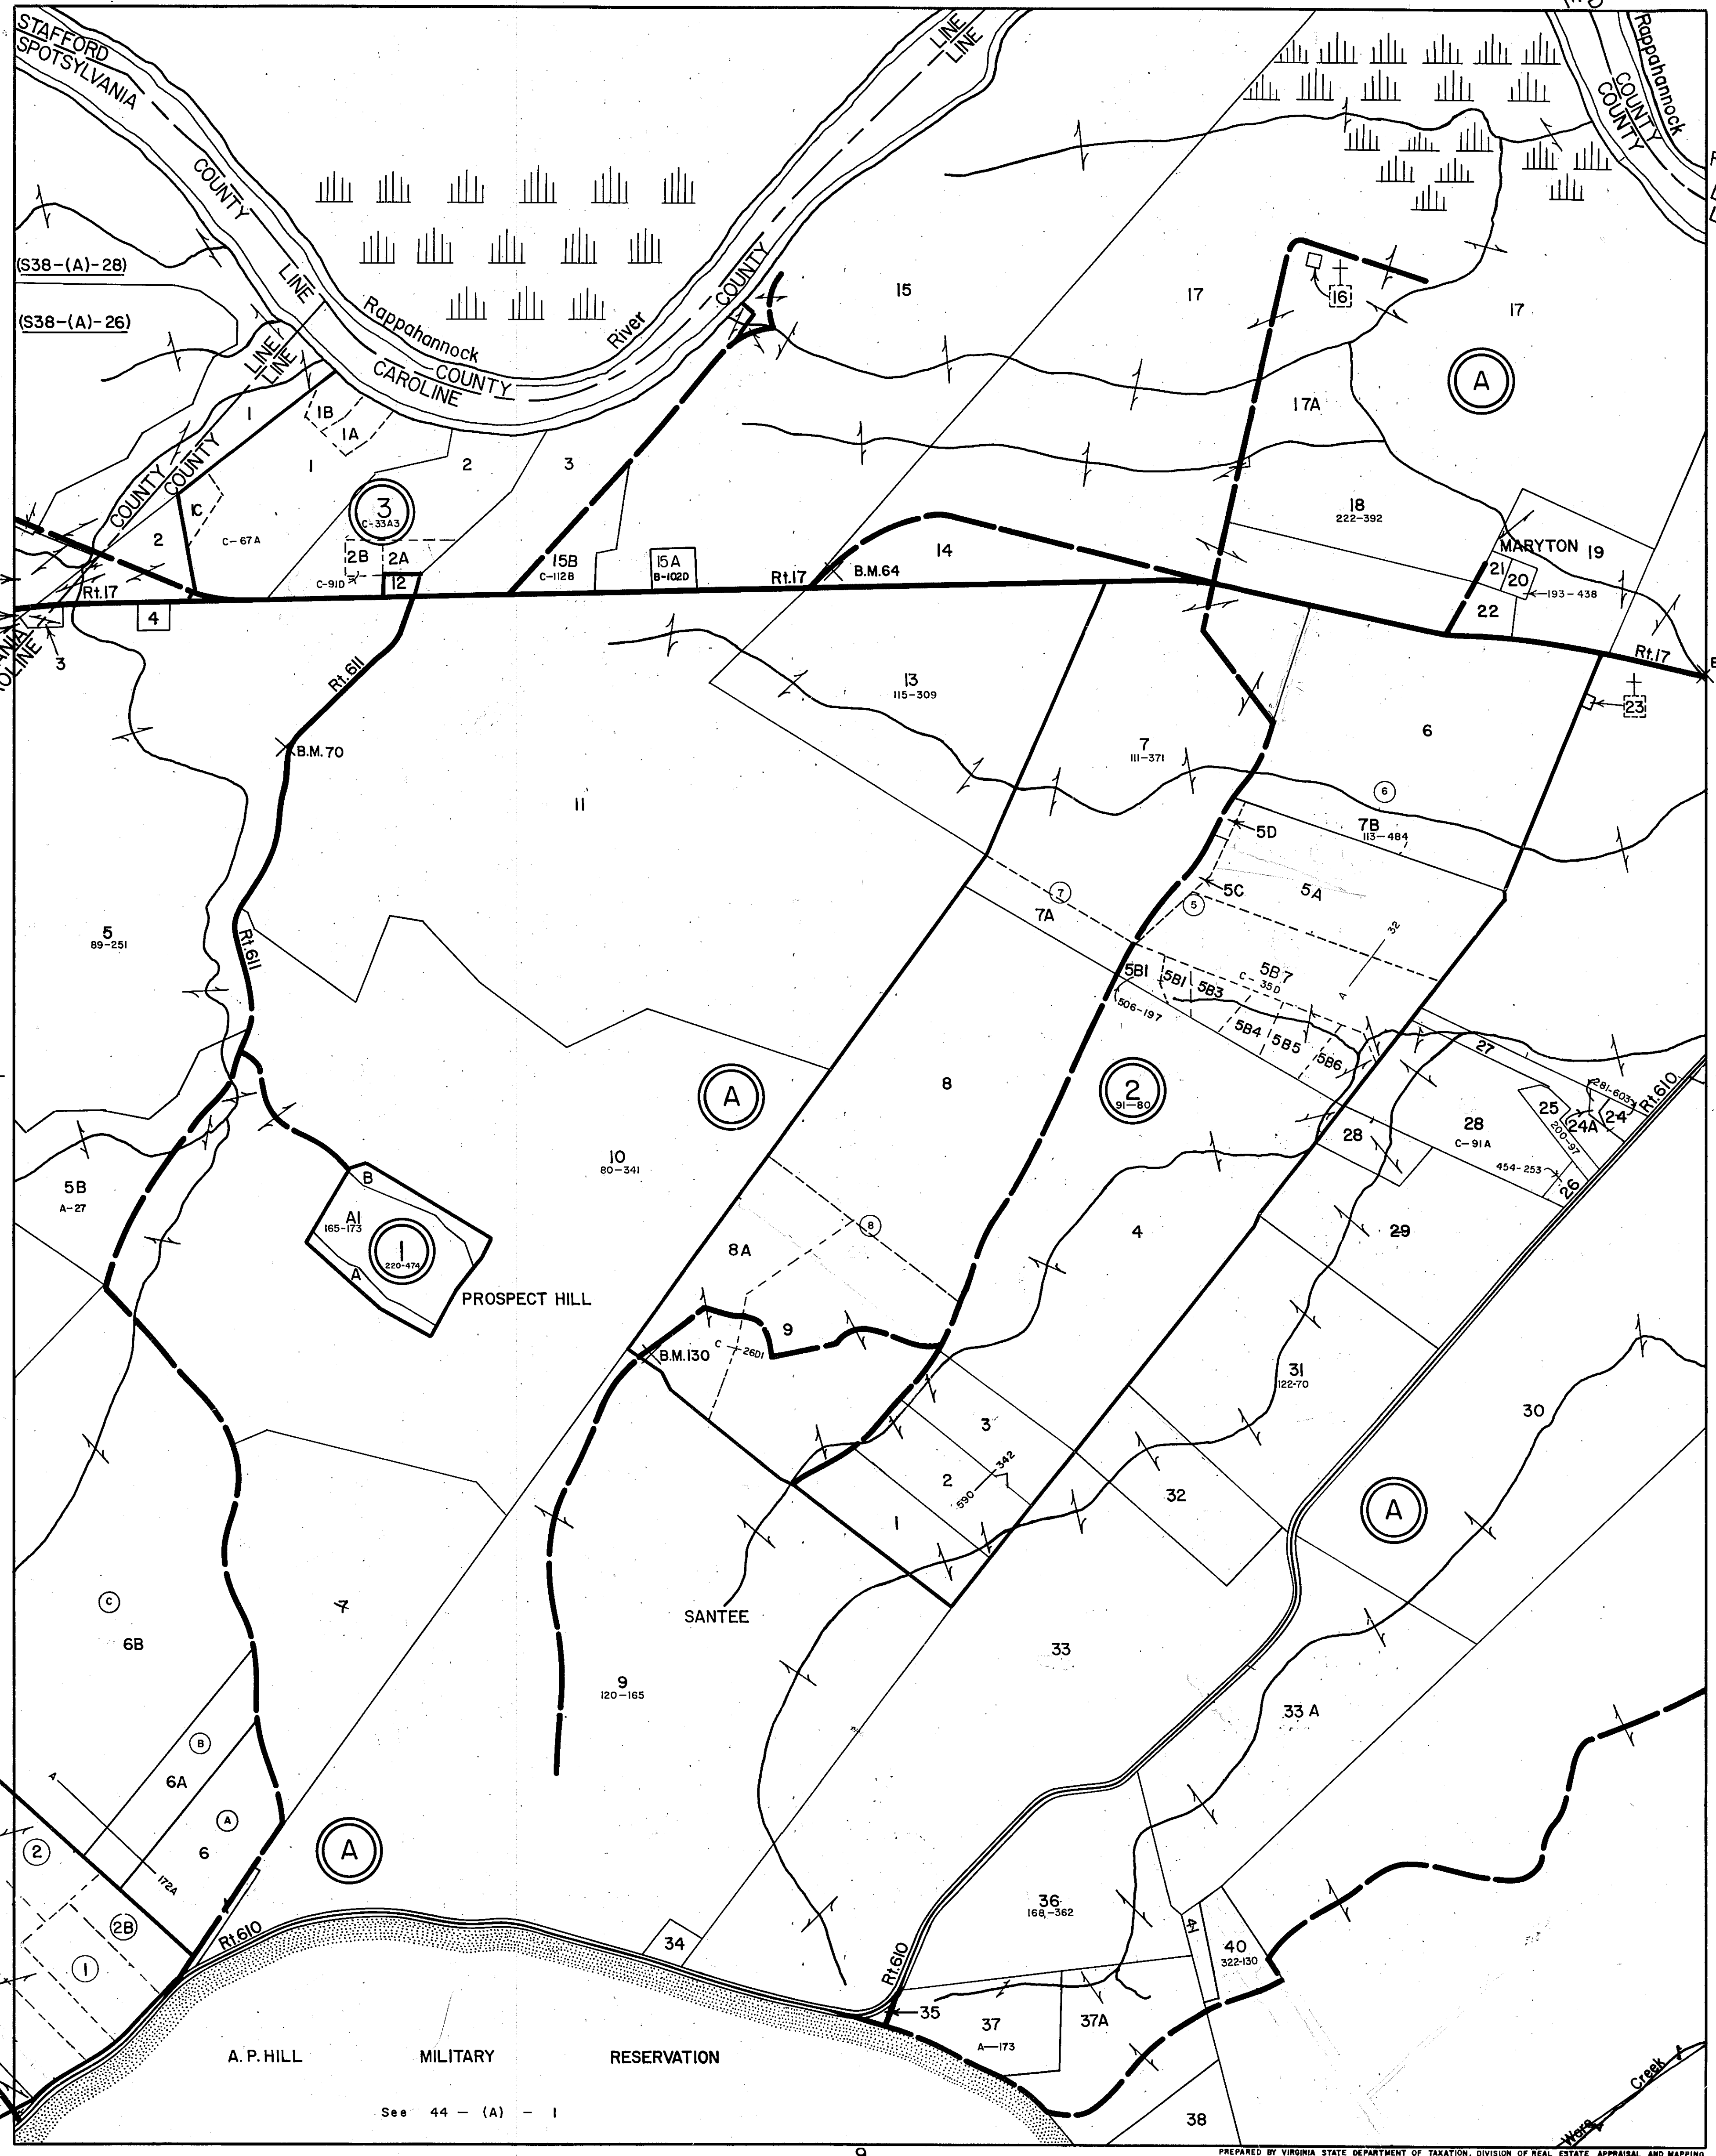 STAFFORD
SPOTSYLVANIA
COUNTY
LINE
LINE
LINE
COUNTY
COUNTY
Rappahannock
(S38-(A)-28)
(S38-(A)-26)
Rappahannock
River
COUNTY
COUNTY
CAROLINE
LINE
LINE
COUNTY
COUNTY
15
17
16
17
A
17A
1
1B
1A
1
2
3
1C
2
C-67A
3
C-33A3
2B
2A
C-91D
12
15B
C-112B
15A
B-102D
Rt.17
B.M.64
14
18
222-392
MARYTON
19
21
20
193-438
22
Rt.17
4
3
Rt.17
23
Rt.611
B.M.70
13
115-309
7
111-371
6
6
11
5D
7B
113-484
5C
5A
5
7
7A
5
89-251
Rt.611
A
32
5B7
C-35D
5B1
5B1
5B3
506-197
5B4
5B5
5B6
A
8
2
91-80
27
281-603
Rt.610
25
24A
24
200-97
28
28
C-91A
454-253
26
10
80-341
5B
A-27
B
A1
165-173
1
220-474
A
PROSPECT HILL
8
8A
4
29
9
B.M.130
C
26D1
31
122-70
30
3
342
2
590
1
32
A
C
6B
7
SANTEE
33
9
120-165
33A
B
6A
A
6
A
172A
A
2
2B
1
Rt.610
34
36
168-362
41
40
322-130
Rt.610
35
37
A-173
37A
A.P. HILL MILITARY RESERVATION
See 44-(A)-1
38
Ware Creek
9
PREPARED BY VIRGINIA STATE DEPARTMENT OF TAXATION, DIVISION OF REAL ESTATE APPRAISAL AND MAPPING